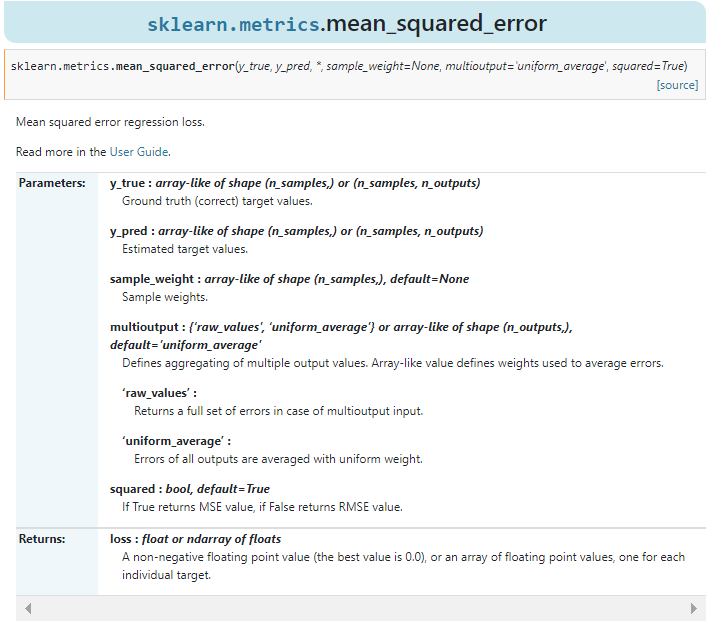 sklearn.metrics.mean_squared_error
sklearn.metrics.mean_squared_error(y_true, y_pred, *, sample_weight=None, multioutput='uniform_average', squared=True)
[source]
Mean squared error regression loss.
Read more in the User Guide.
Parameters:
y_true : array-like of shape (n_samples,) or (n_samples, n_outputs)
Ground truth (correct) target values.
y_pred : array-like of shape (n_samples,) or (n_samples, n_outputs)
Estimated target values.
sample_weight : array-like of shape (n_samples,), default=None
Sample weights.
multioutput : {‘raw_values’, ‘uniform_average’} or array-like of shape (n_outputs,),
default=’uniform_average’
Defines aggregating of multiple output values. Array-like value defines weights used to average errors.
‘raw_values’ :
Returns a full set of errors in case of multioutput input.
‘uniform_average’ :
Errors of all outputs are averaged with uniform weight.
squared : bool, default=True
If True returns MSE value, if False returns RMSE value.
Returns:
loss : float or ndarray of floats
A non-negative floating point value (the best value is 0.0), or an array of floating point values, one for each
individual target.